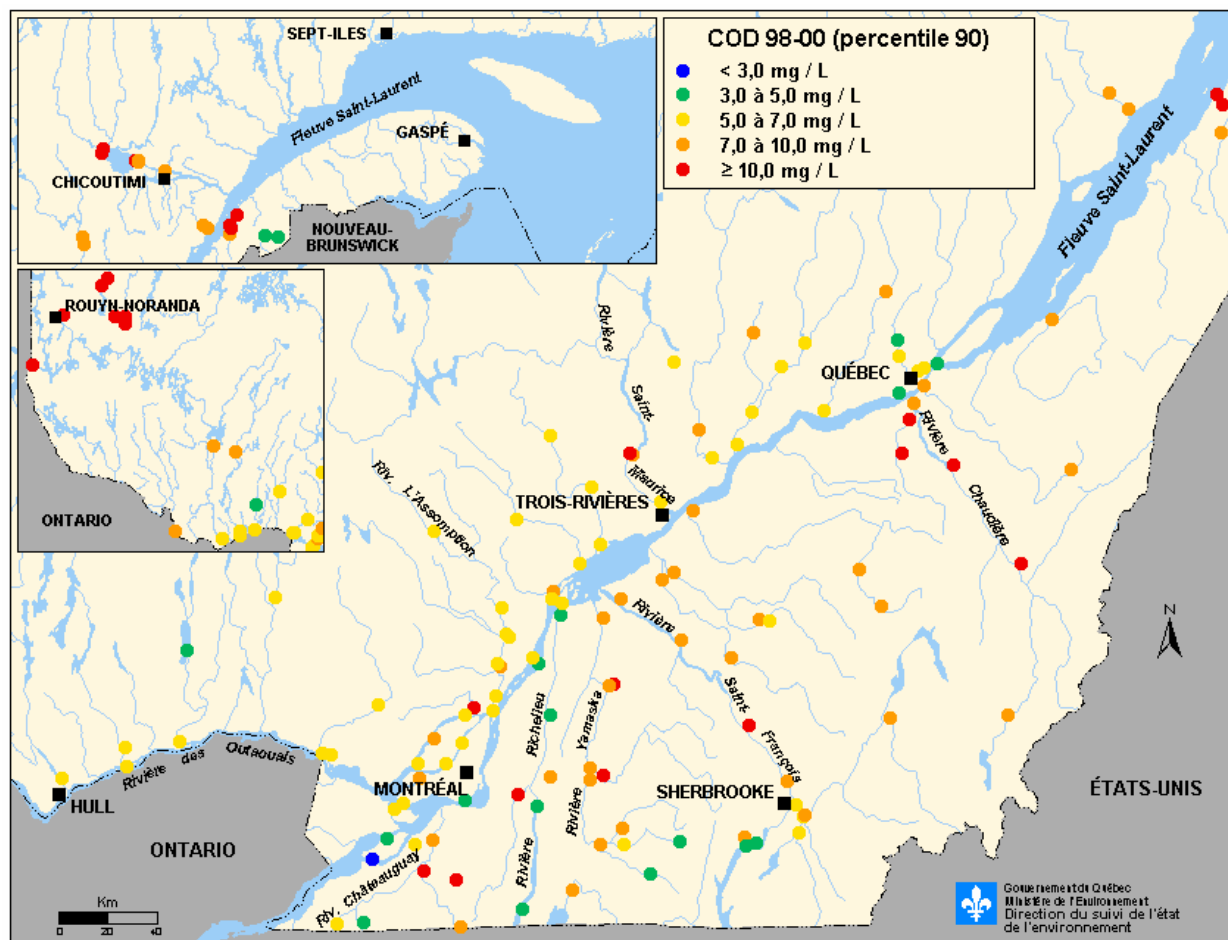 SEPT-ILES
Fleuve Saint-Laurent
GASPÉ
CHICOUTIMI
NOUVEAU-
BRUNSWICK
COD 98-00 (percentile 90)
< 3,0 mg / L
3,0 à 5,0 mg / L
5,0 à 7,0 mg / L
7,0 à 10,0 mg / L
≥ 10,0 mg / L
Fleuve Saint-Laurent
ROUYN-NORANDA
ONTARIO
Rivière
Saint-
Maurice
QUÉBEC
Rivière
Chaudière
Riv. L'Assomption
TROIS-RIVIÈRES
Rivière
Saint-
François
Richelieu
Rivière
Yamaska
Rivière
Rivière des Outaouais
HULL
MONTRÉAL
SHERBROOKE
ÉTATS-UNIS
ONTARIO
Riv. Châteauguay
N
Km
0 20 40
Gouvernement du Québec
Ministère de l'Environnement
Direction du suivi de l'état
de l'environnement